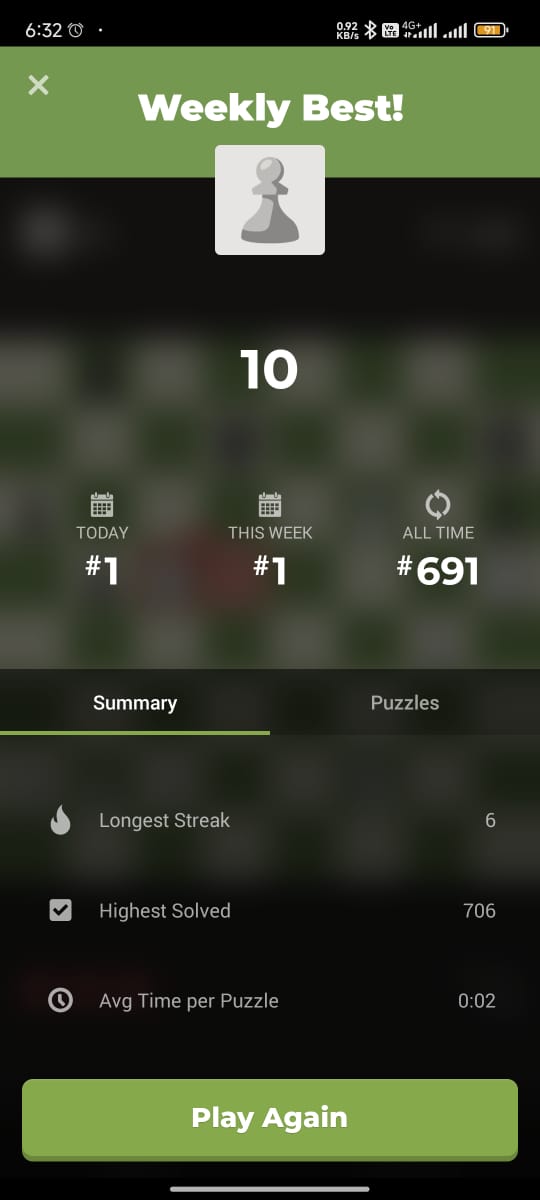 6:32
0.92 KB/s
Vo LTE
4G+
91
Weekly Best!
10
TODAY
THIS WEEK
ALL TIME
#1
#1
#691
Summary
Puzzles
Longest Streak
6
Highest Solved
706
Avg Time per Puzzle
0:02
Play Again